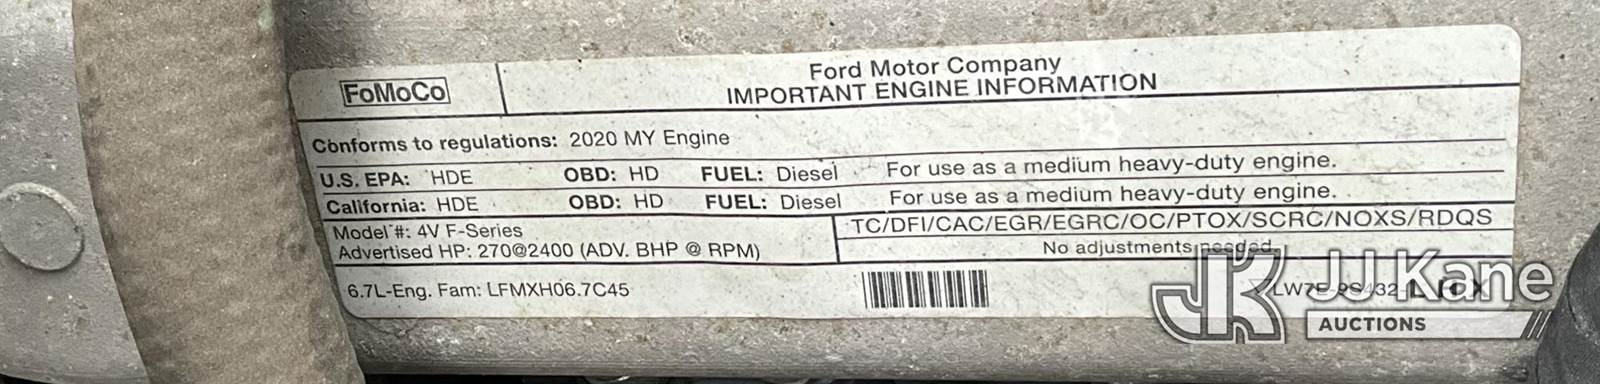 FoMoCo
Ford Motor Company
IMPORTANT ENGINE INFORMATION
Conforms to regulations: 2020 MY Engine
U.S. EPA: HDE OBD: HD FUEL: Diesel For use as a medium heavy-duty engine.
California: HDE OBD: HD FUEL: Diesel For use as a medium heavy-duty engine.
Model #: 4V F-Series
Advertised HP: 270@2400 (ADV. BHP @ RPM)
TC/DFI/CAC/EGR/EGRC/OC/PTOX/SCRC/NOXS/RDQS
No adjustments needed.
6.7L-Eng. Fam: LFMXH06.7C45
JK
JJ Kane
AUCTIONS